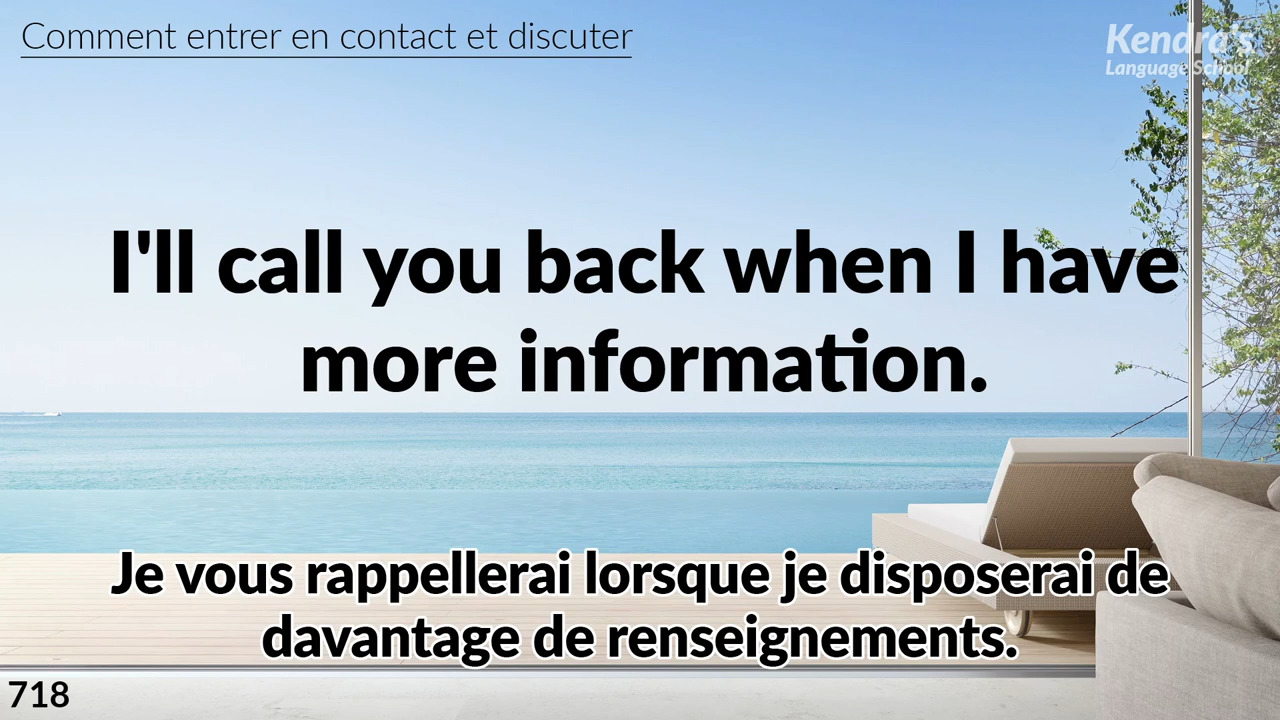 Comment entrer en contact et discuter
Kendra's
Language School
I'll call you back when I have
more information.
Je vous rappellerai lorsque je disposerai de
davantage de renseignements.
718